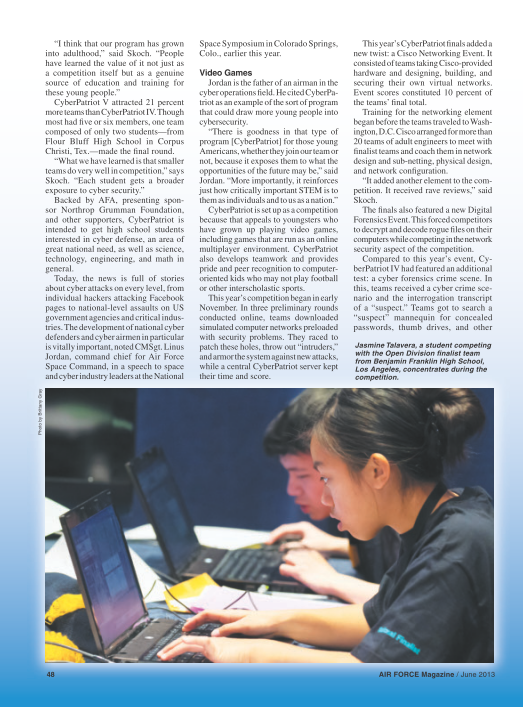 “I think that our program has grown
into adulthood,” said Skoch. “People
have learned the value of it not just as
a competition itself but as a genuine
source of education and training for
these young people.”
CyberPatriot V attracted 21 percent
more teams than CyberPatriot IV. Though
most had five or six members, one team
composed of only two students—from
Flour Bluff High School in Corpus
Christi, Tex.—made the final round.
“What we have learned is that smaller
teams do very well in competition,” says
Skoch. “Each student gets a broader
exposure to cyber security.”
Backed by AFA, presenting spon-
sor Northrop Grumman Foundation,
and other supporters, CyberPatriot is
intended to get high school students
interested in cyber defense, an area of
great national need, as well as science,
technology, engineering, and math in
general.
Today, the news is full of stories
about cyber attacks on every level, from
individual hackers attacking Facebook
pages to national-level assaults on US
government agencies and critical indus-
tries. The development of national cyber
defenders and cyber airmen in particular
is vitally important, noted CMSgt. Linus
Jordan, command chief for Air Force
Space Command, in a speech to space
and cyber industry leaders at the National
Space Symposium in Colorado Springs,
Colo., earlier this year.
Video Games
Jordan is the father of an airman in the
cyber operations field. He cited CyberPa-
triot as an example of the sort of program
that could draw more young people into
cybersecurity.
“There is goodness in that type of
program [CyberPatriot] for those young
Americans, whether they join our team or
not, because it exposes them to what the
opportunities of the future may be,” said
Jordan. “More importantly, it reinforces
just how critically important STEM is to
them as individuals and to us as a nation.”
CyberPatriot is set up as a competition
because that appeals to youngsters who
have grown up playing video games,
including games that are run as an online
multiplayer environment. CyberPatriot
also develops teamwork and provides
pride and peer recognition to computer-
oriented kids who may not play football
or other interscholastic sports.
This year’s competition began in early
November. In three preliminary rounds
conducted online, teams downloaded
simulated computer networks preloaded
with security problems. They raced to
patch these holes, throw out “intruders,”
and armor the system against new attacks,
while a central CyberPatriot server kept
their time and score.
This year’s CyberPatriot finals added a
new twist: a Cisco Networking Event. It
consisted of teams taking Cisco-provided
hardware and designing, building, and
securing their own virtual networks.
Event scores constituted 10 percent of
the teams’ final total.
Training for the networking element
began before the teams traveled to Wash-
ington, D.C. Cisco arranged for more than
20 teams of adult engineers to meet with
finalist teams and coach them in network
design and sub-netting, physical design,
and network configuration.
“It added another element to the com-
petition. It received rave reviews,” said
Skoch.
The finals also featured a new Digital
Forensics Event. This forced competitors
to decrypt and decode rogue files on their
computers while competing in the network
security aspect of the competition.
Compared to this year’s event, Cy-
berPatriot IV had featured an additional
test: a cyber forensics crime scene. In
this, teams received a cyber crime sce-
nario and the interrogation transcript
of a “suspect.” Teams got to search a
“suspect” mannequin for concealed
passwords, thumb drives, and other
Jasmine Talavera, a student competing
with the Open Division finalist team
from Benjamin Franklin High School,
Los Angeles, concentrates during the
competition.
Photo by Brittany Gray
48
AIR FORCE Magazine / June 2013